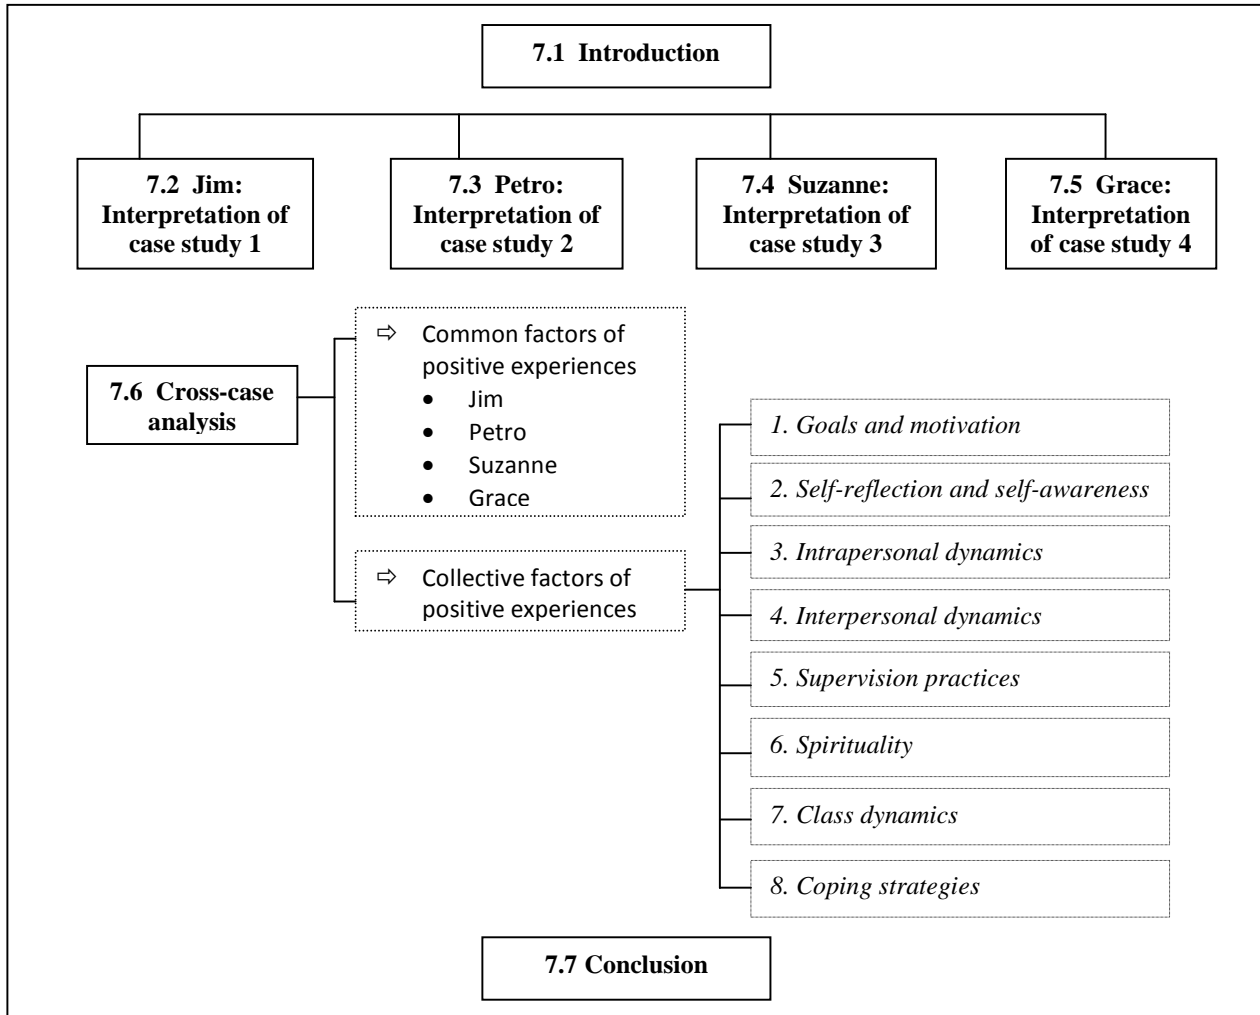 7.1 Introduction
7.2 Jim:
Interpretation of
case study 1
7.3 Petro:
Interpretation of
case study 2
7.4 Suzanne:
Interpretation of
case study 3
7.5 Grace:
Interpretation
of case study 4
7.6 Cross-case
analysis
⇨ Common factors of
positive experiences
• Jim
• Petro
• Suzanne
• Grace
⇨ Collective factors of
positive experiences
1. Goals and motivation
2. Self-reflection and self-awareness
3. Intrapersonal dynamics
4. Interpersonal dynamics
5. Supervision practices
6. Spirituality
7. Class dynamics
8. Coping strategies
7.7 Conclusion